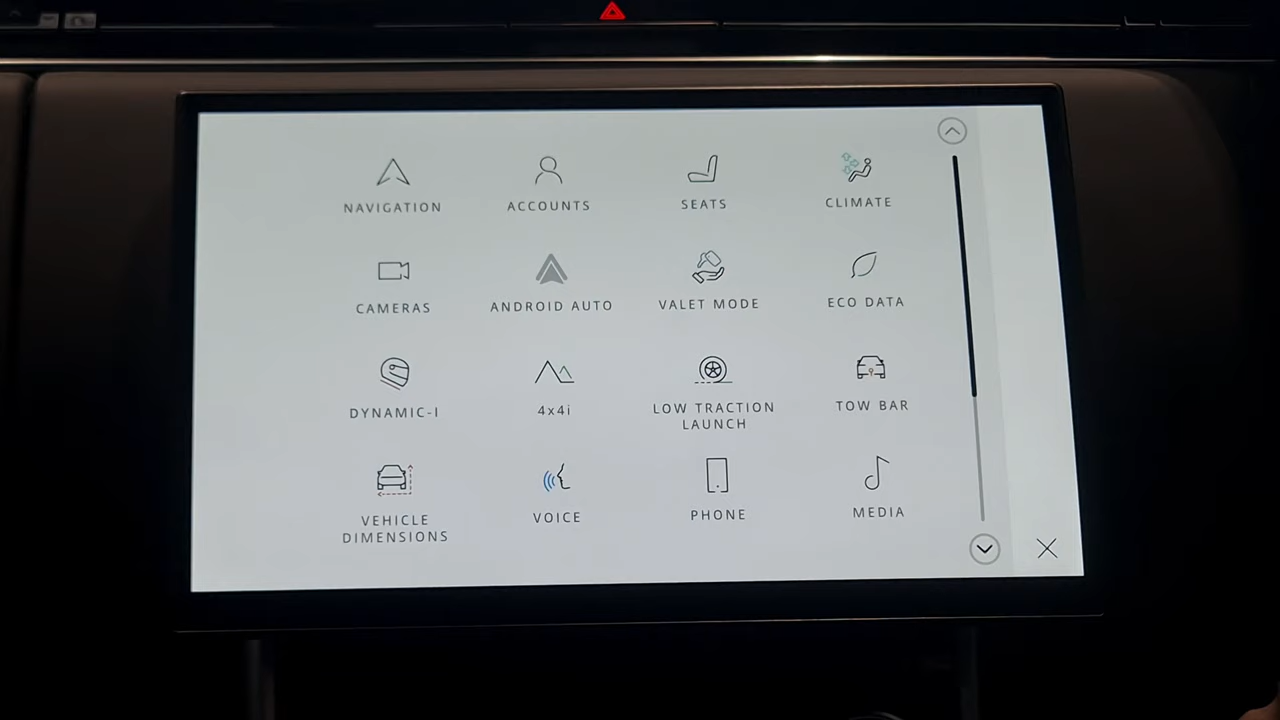 NAVIGATION
ACCOUNTS
SEATS
CLIMATE
CAMERAS
ANDROID AUTO
VALET MODE
ECO DATA
DYNAMIC-I
4x4i
LOW TRACTION
LAUNCH
TOW BAR
VEHICLE
DIMENSIONS
VOICE
PHONE
MEDIA